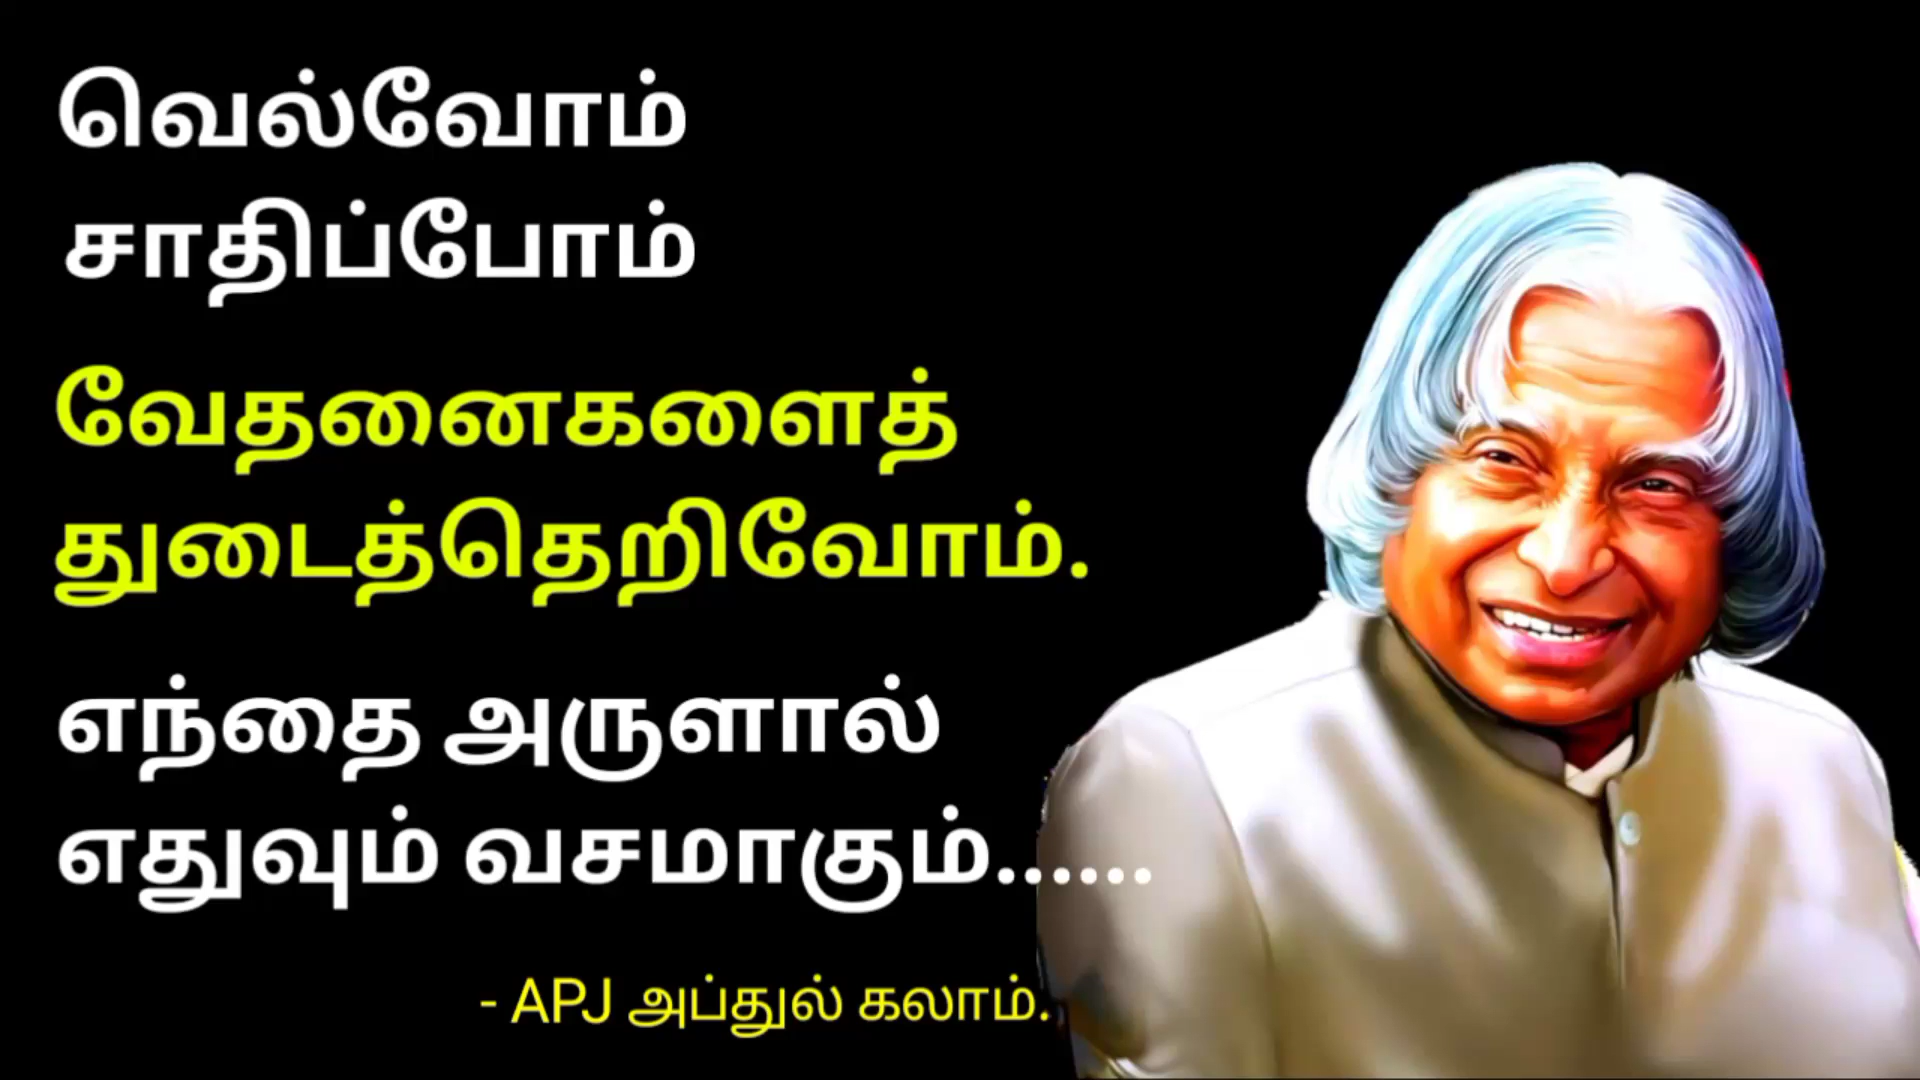 வெல்வோம்
சாதிப்போம்
வேதனைகளைத்
துடைத்தெறிவோம்.
எந்தை அருளால்
எதுவும் வசமாகும்......
- APJ அப்துல் கலாம்.